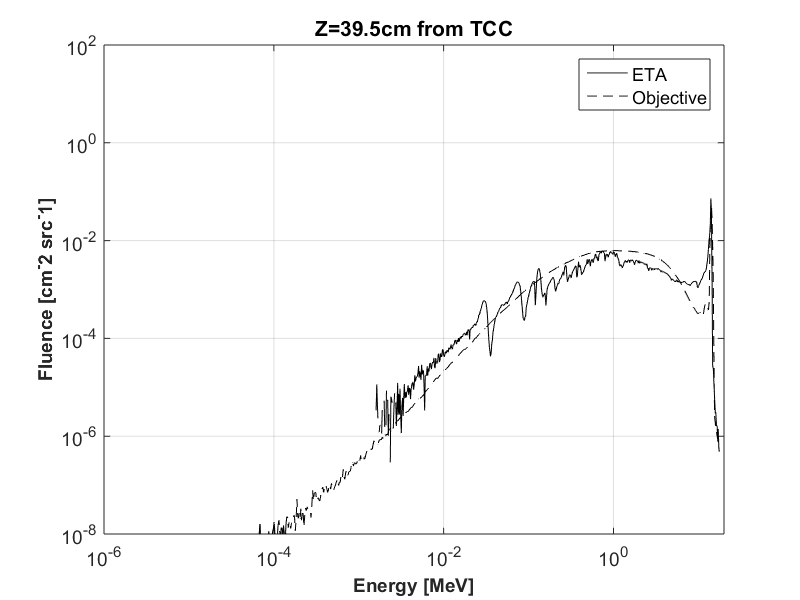 Z=39.5cm from TCC
ETA
Objective
10^2
10^0
10^-2
10^-4
10^-6
10^-8
Fluence [cm^-2 src^-1]
10^-6
10^-4
10^-2
10^0
Energy [MeV]